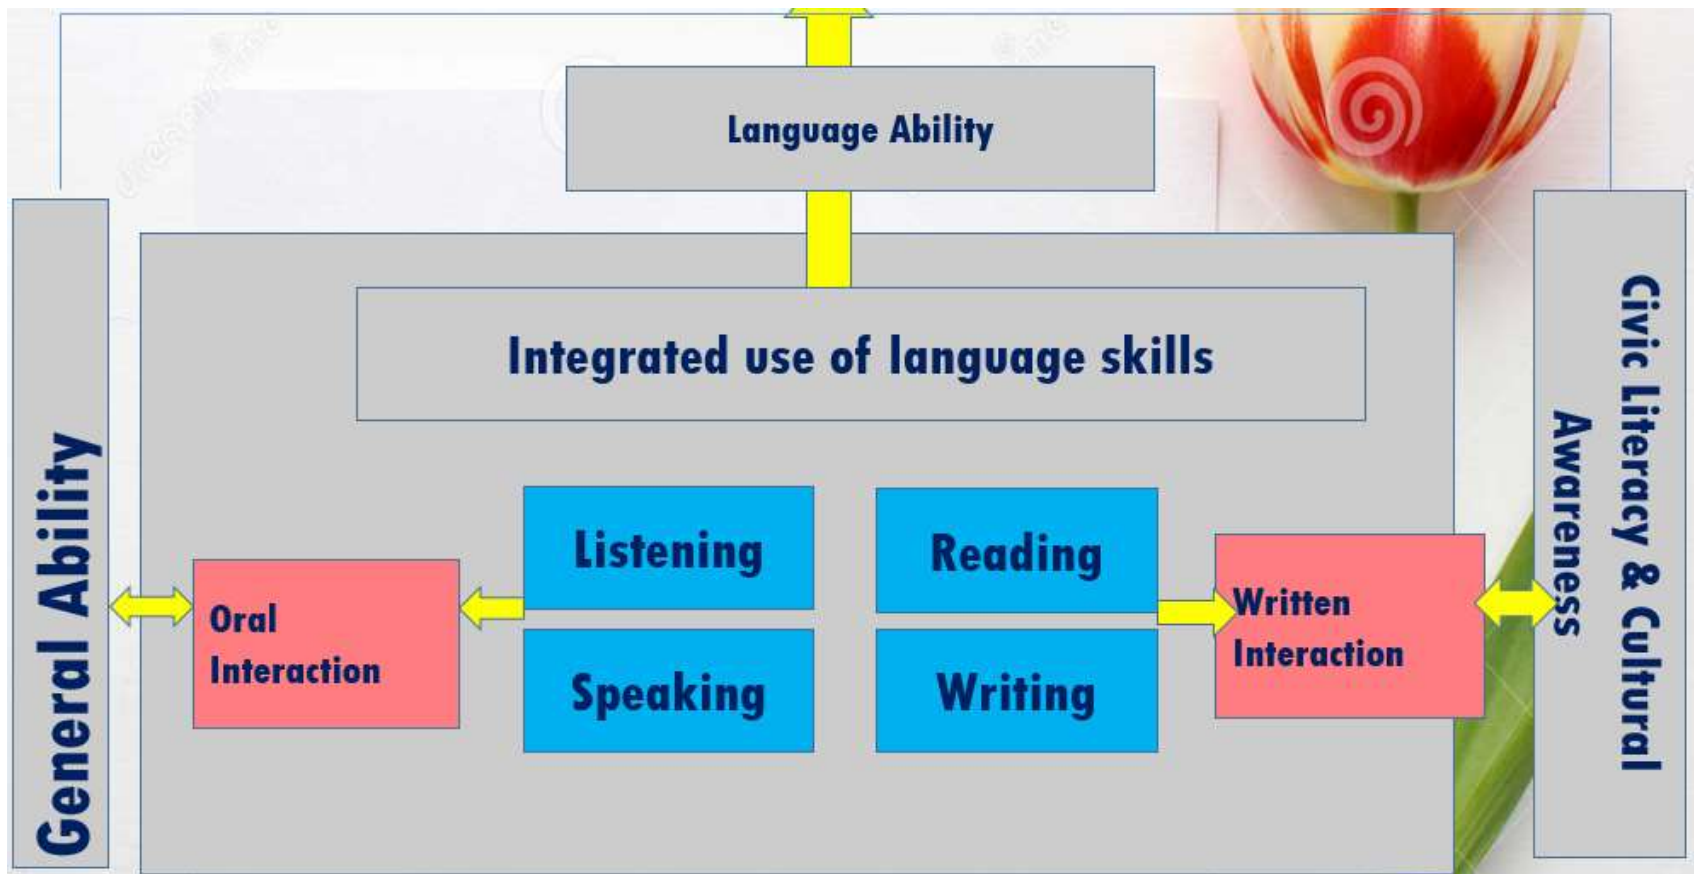 Language Ability
Integrated use of language skills
General Ability
Listening
Speaking
Oral
Interaction
Reading
Writing
Written
Interaction
Civic Literacy & Cultural
Awareness